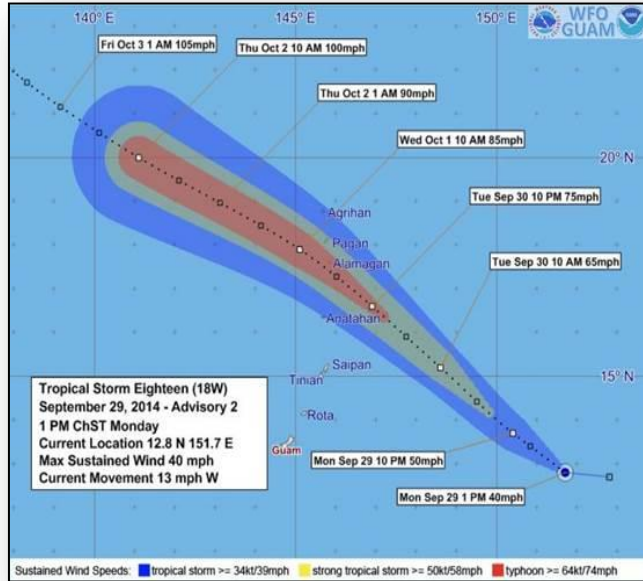 140° E
145° E
150° E
WFO
GUAM
Fri Oct 3 1 AM 105mph
Thu Oct 2 10 AM 100mph
Thu Oct 2 1 AM 90mph
Wed Oct 1 10 AM 85mph
20° N
Tue Sep 30 10 PM 75mph
Agrihan
Pagan
Alamagan
Tue Sep 30 10 AM 65mph
Anatahan
Saipan
15° N
Tinian
Rota
Guam
Tropical Storm Eighteen (18W)
September 29, 2014 - Advisory 2
1 PM ChST Monday
Current Location 12.8 N 151.7 E
Max Sustained Wind 40 mph
Current Movement 13 mph W
Mon Sep 29 10 PM 50mph
Mon Sep 29 1 PM 40mph
Sustained Wind Speeds: tropical storm >= 34kt/39mph strong tropical storm >= 50kt/58mph typhoon >= 64kt/74mph